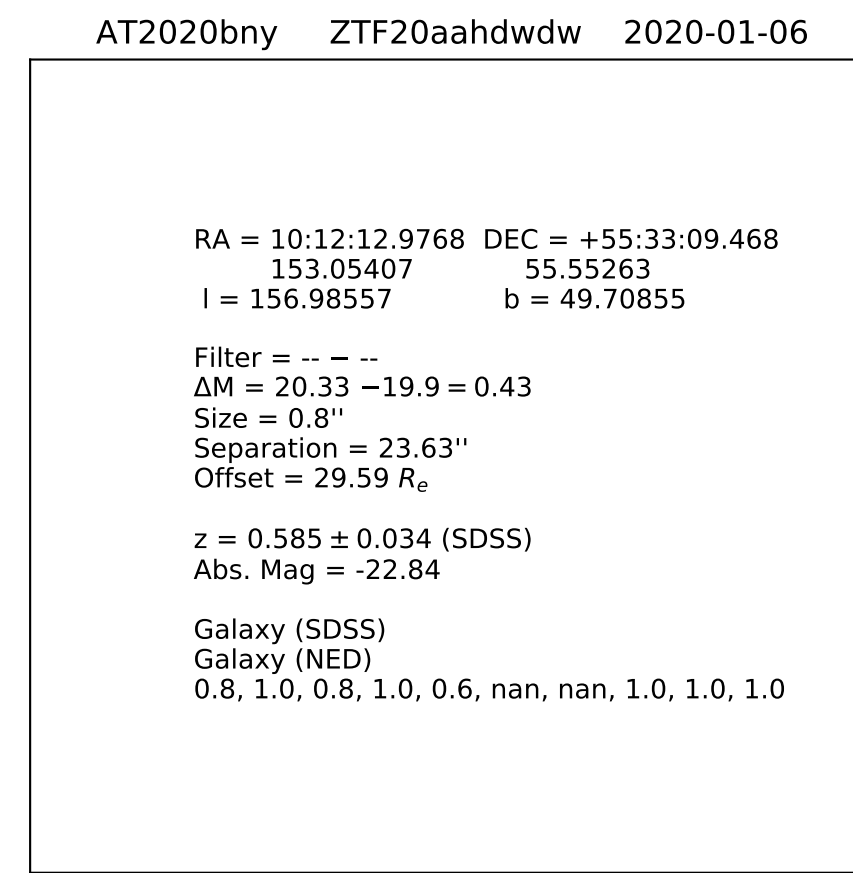 AT2020bny ZTF20aahdwdw 2020-01-06
RA = 10:12:12.9768 DEC = +55:33:09.468
153.05407 55.55263
l = 156.98557 b = 49.70855
Filter = -- − --
ΔM = 20.33 −19.9 = 0.43
Size = 0.8''
Separation = 23.63''
Offset = 29.59 Rₑ
z = 0.585 ± 0.034 (SDSS)
Abs. Mag = -22.84
Galaxy (SDSS)
Galaxy (NED)
0.8, 1.0, 0.8, 1.0, 0.6, nan, nan, 1.0, 1.0, 1.0